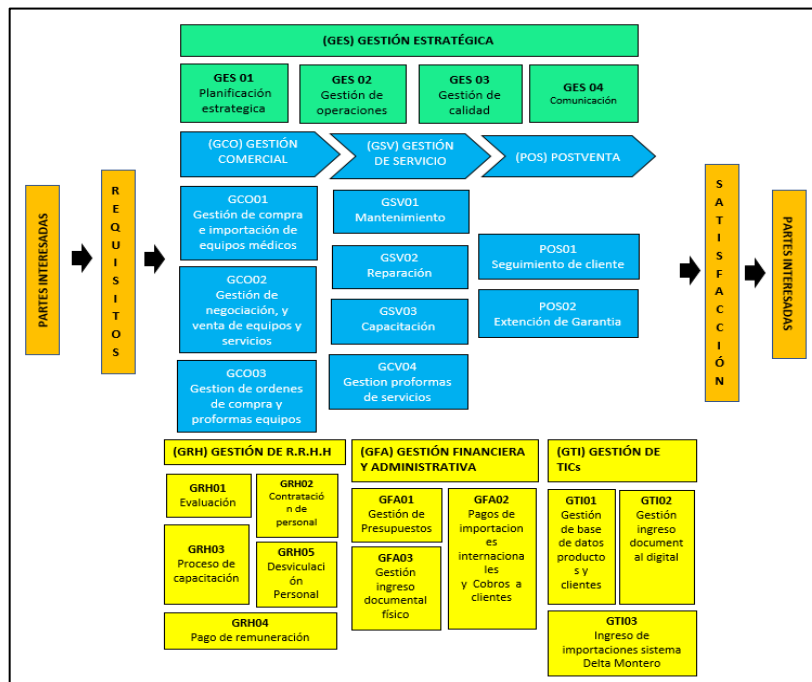 (GES) GESTIÓN ESTRATÉGICA
GES 01
Planificación
estrategica
GES 02
Gestión de
operaciones
GES 03
Gestión de
calidad
GES 04
Comunicación
PARTES INTERESADAS
REQUISITOS
(GCO) GESTIÓN
COMERCIAL
(GSV) GESTIÓN
DE SERVICIO
(POS) POSTVENTA
GCO01
Gestión de compra
e importación de
equipos médicos
GCO02
Gestión de
negociación, y
venta de equipos y
servicios
GCO03
Gestion de ordenes
de compra y
proformas equipos
GSV01
Mantenimiento
GSV02
Reparación
GSV03
Capacitación
GCV04
Gestion proformas
de servicios
POS01
Seguimiento de cliente
POS02
Extención de Garantia
SATISFACCIÓN
PARTES INTERESADAS
(GRH) GESTIÓN DE R.R.H.H
GRH01
Evaluación
GRH02
Contratació
n de
personal
GRH03
Proceso de
capacitación
GRH05
Desviculaci
ón
Personal
GRH04
Pago de remuneración
(GFA) GESTIÓN FINANCIERA
Y ADMINISTRATIVA
GFA01
Gestión de
Presupuestos
GFA03
Gestión
ingreso
documental
físico
GFA02
Pagos de
importacion
es
internaciona
les
y Cobros a
clientes
(GTI) GESTIÓN DE
TICs
GTI01
Gestión
de base
de datos
producto
s y
clientes
GTI02
Gestión
ingreso
document
al digital
GTI03
Ingreso de
importaciones sistema
Delta Montero